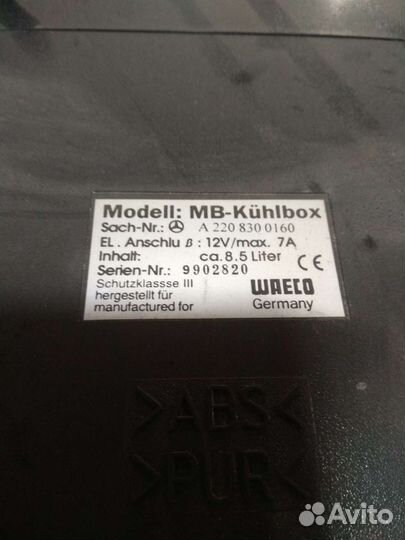 Modell: MB-Kühlbox
Sach-Nr.: A 220 830 0160
EL. Anschlu ß : 12V/max. 7A
Inhalt: ca. 8.5 Liter
Serien-Nr.: 9902820 CE
Schutzklassse III
hergestellt für WAECO
manufactured for Germany
>ABS<
>PUR<
Avito